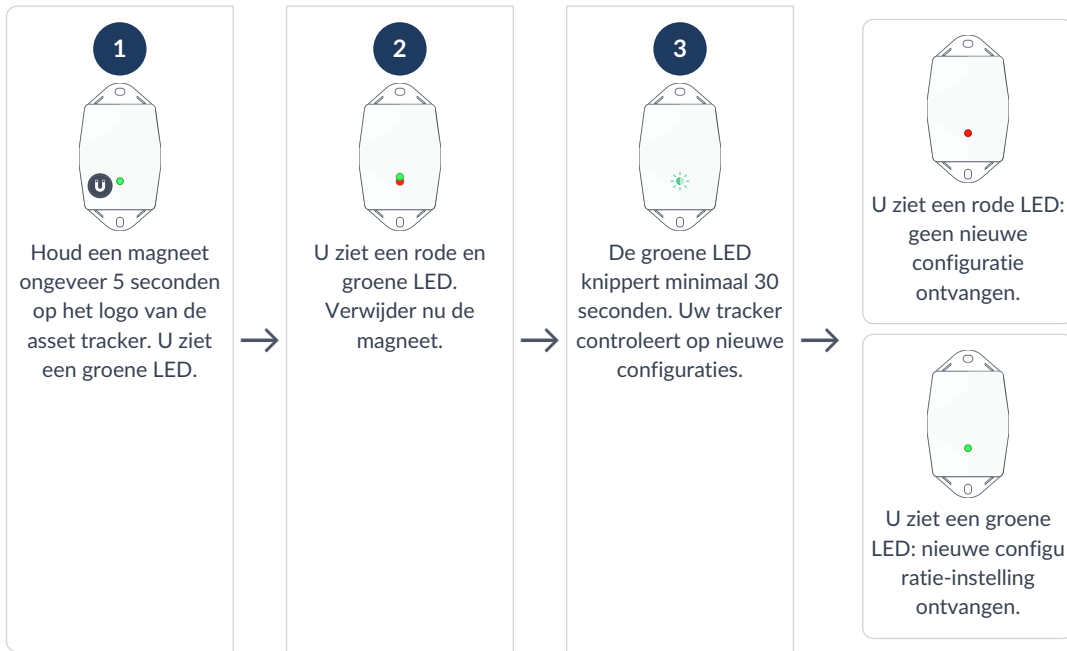 1
Houd een magneet
ongeveer 5 seconden
op het logo van de
asset tracker. U ziet
een groene LED.
2
U ziet een rode en
groene LED.
Verwijder nu de
magneet.
3
De groene LED
knippert minimaal 30
seconden. Uw tracker
controleert op nieuwe
configuraties.
U ziet een rode LED:
geen nieuwe
configuratie
ontvangen.
U ziet een groene
LED: nieuwe configu
ratie-instelling
ontvangen.